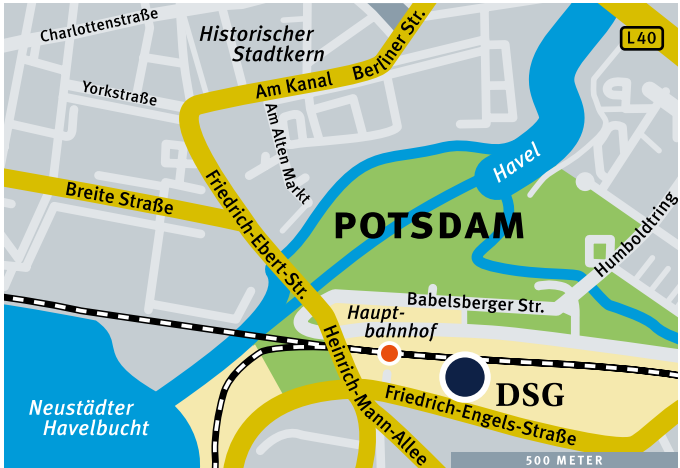 Charlottenstraße
Historischer
Stadtkern
Berliner Str.
L40
Am Kanal
Yorkstraße
Am Alten Markt
Havel
Breite Straße
Friedrich-Ebert-Str.
POTSDAM
Humboldtring
Babelsberger Str.
Haupt-
bahnhof
Heinrich-Mann-Allee
DSG
Friedrich-Engels-Straße
Neustädter
Havelbucht
500 METER